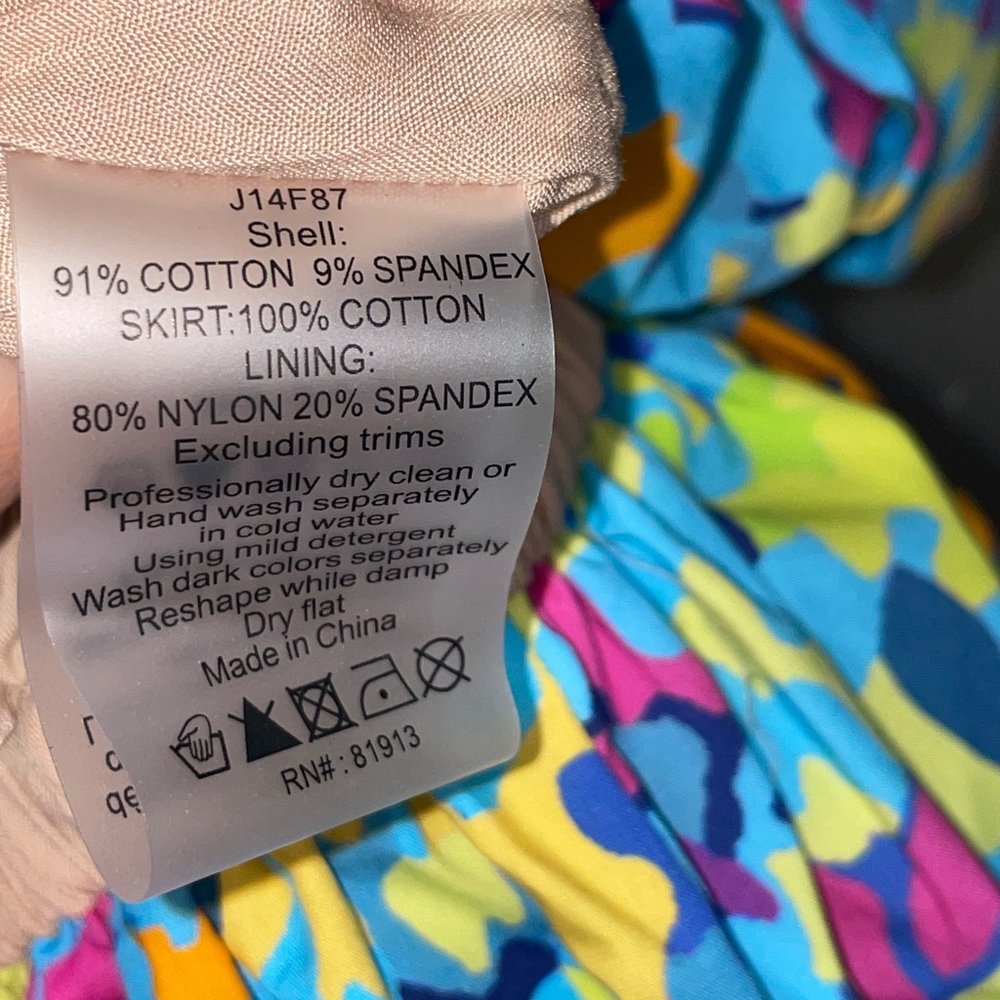 J14F87
Shell:
91% COTTON 9% SPANDEX
SKIRT:100% COTTON
LINING:
80% NYLON 20% SPANDEX
Excluding trims
Professionally dry clean or
Hand wash separately
in cold water
Using mild detergent
Wash dark colors separately
Reshape while damp
Dry flat
Made in China
RN# : 81913